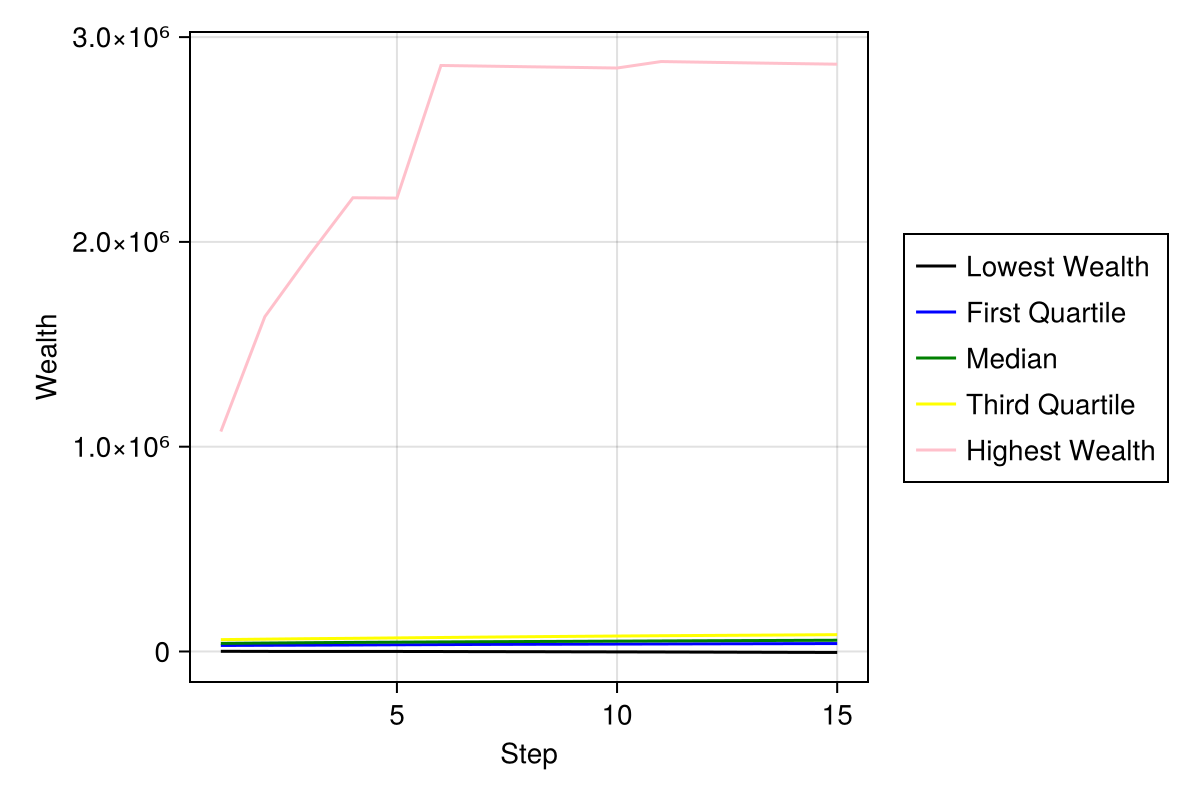 3.0×10⁶
2.0×10⁶
1.0×10⁶
0
Wealth
5 10 15
Step
Lowest Wealth
First Quartile
Median
Third Quartile
Highest Wealth